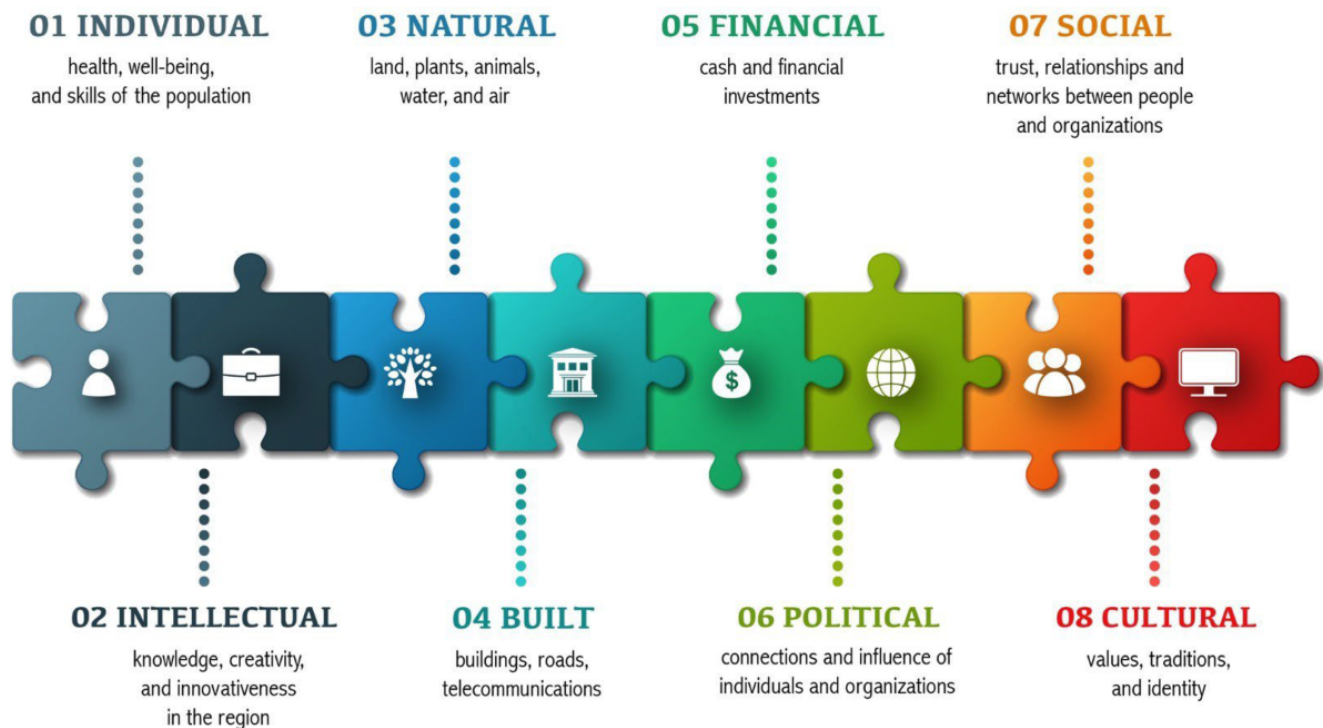 01 INDIVIDUAL
health, well-being,
and skills of the population
03 NATURAL
land, plants, animals,
water, and air
05 FINANCIAL
cash and financial
investments
07 SOCIAL
trust, relationships and
networks between people
and organizations
$
02 INTELLECTUAL
knowledge, creativity,
and innovativeness
in the region
04 BUILT
buildings, roads,
telecommunications
06 POLITICAL
connections and influence of
individuals and organizations
08 CULTURAL
values, traditions,
and identity